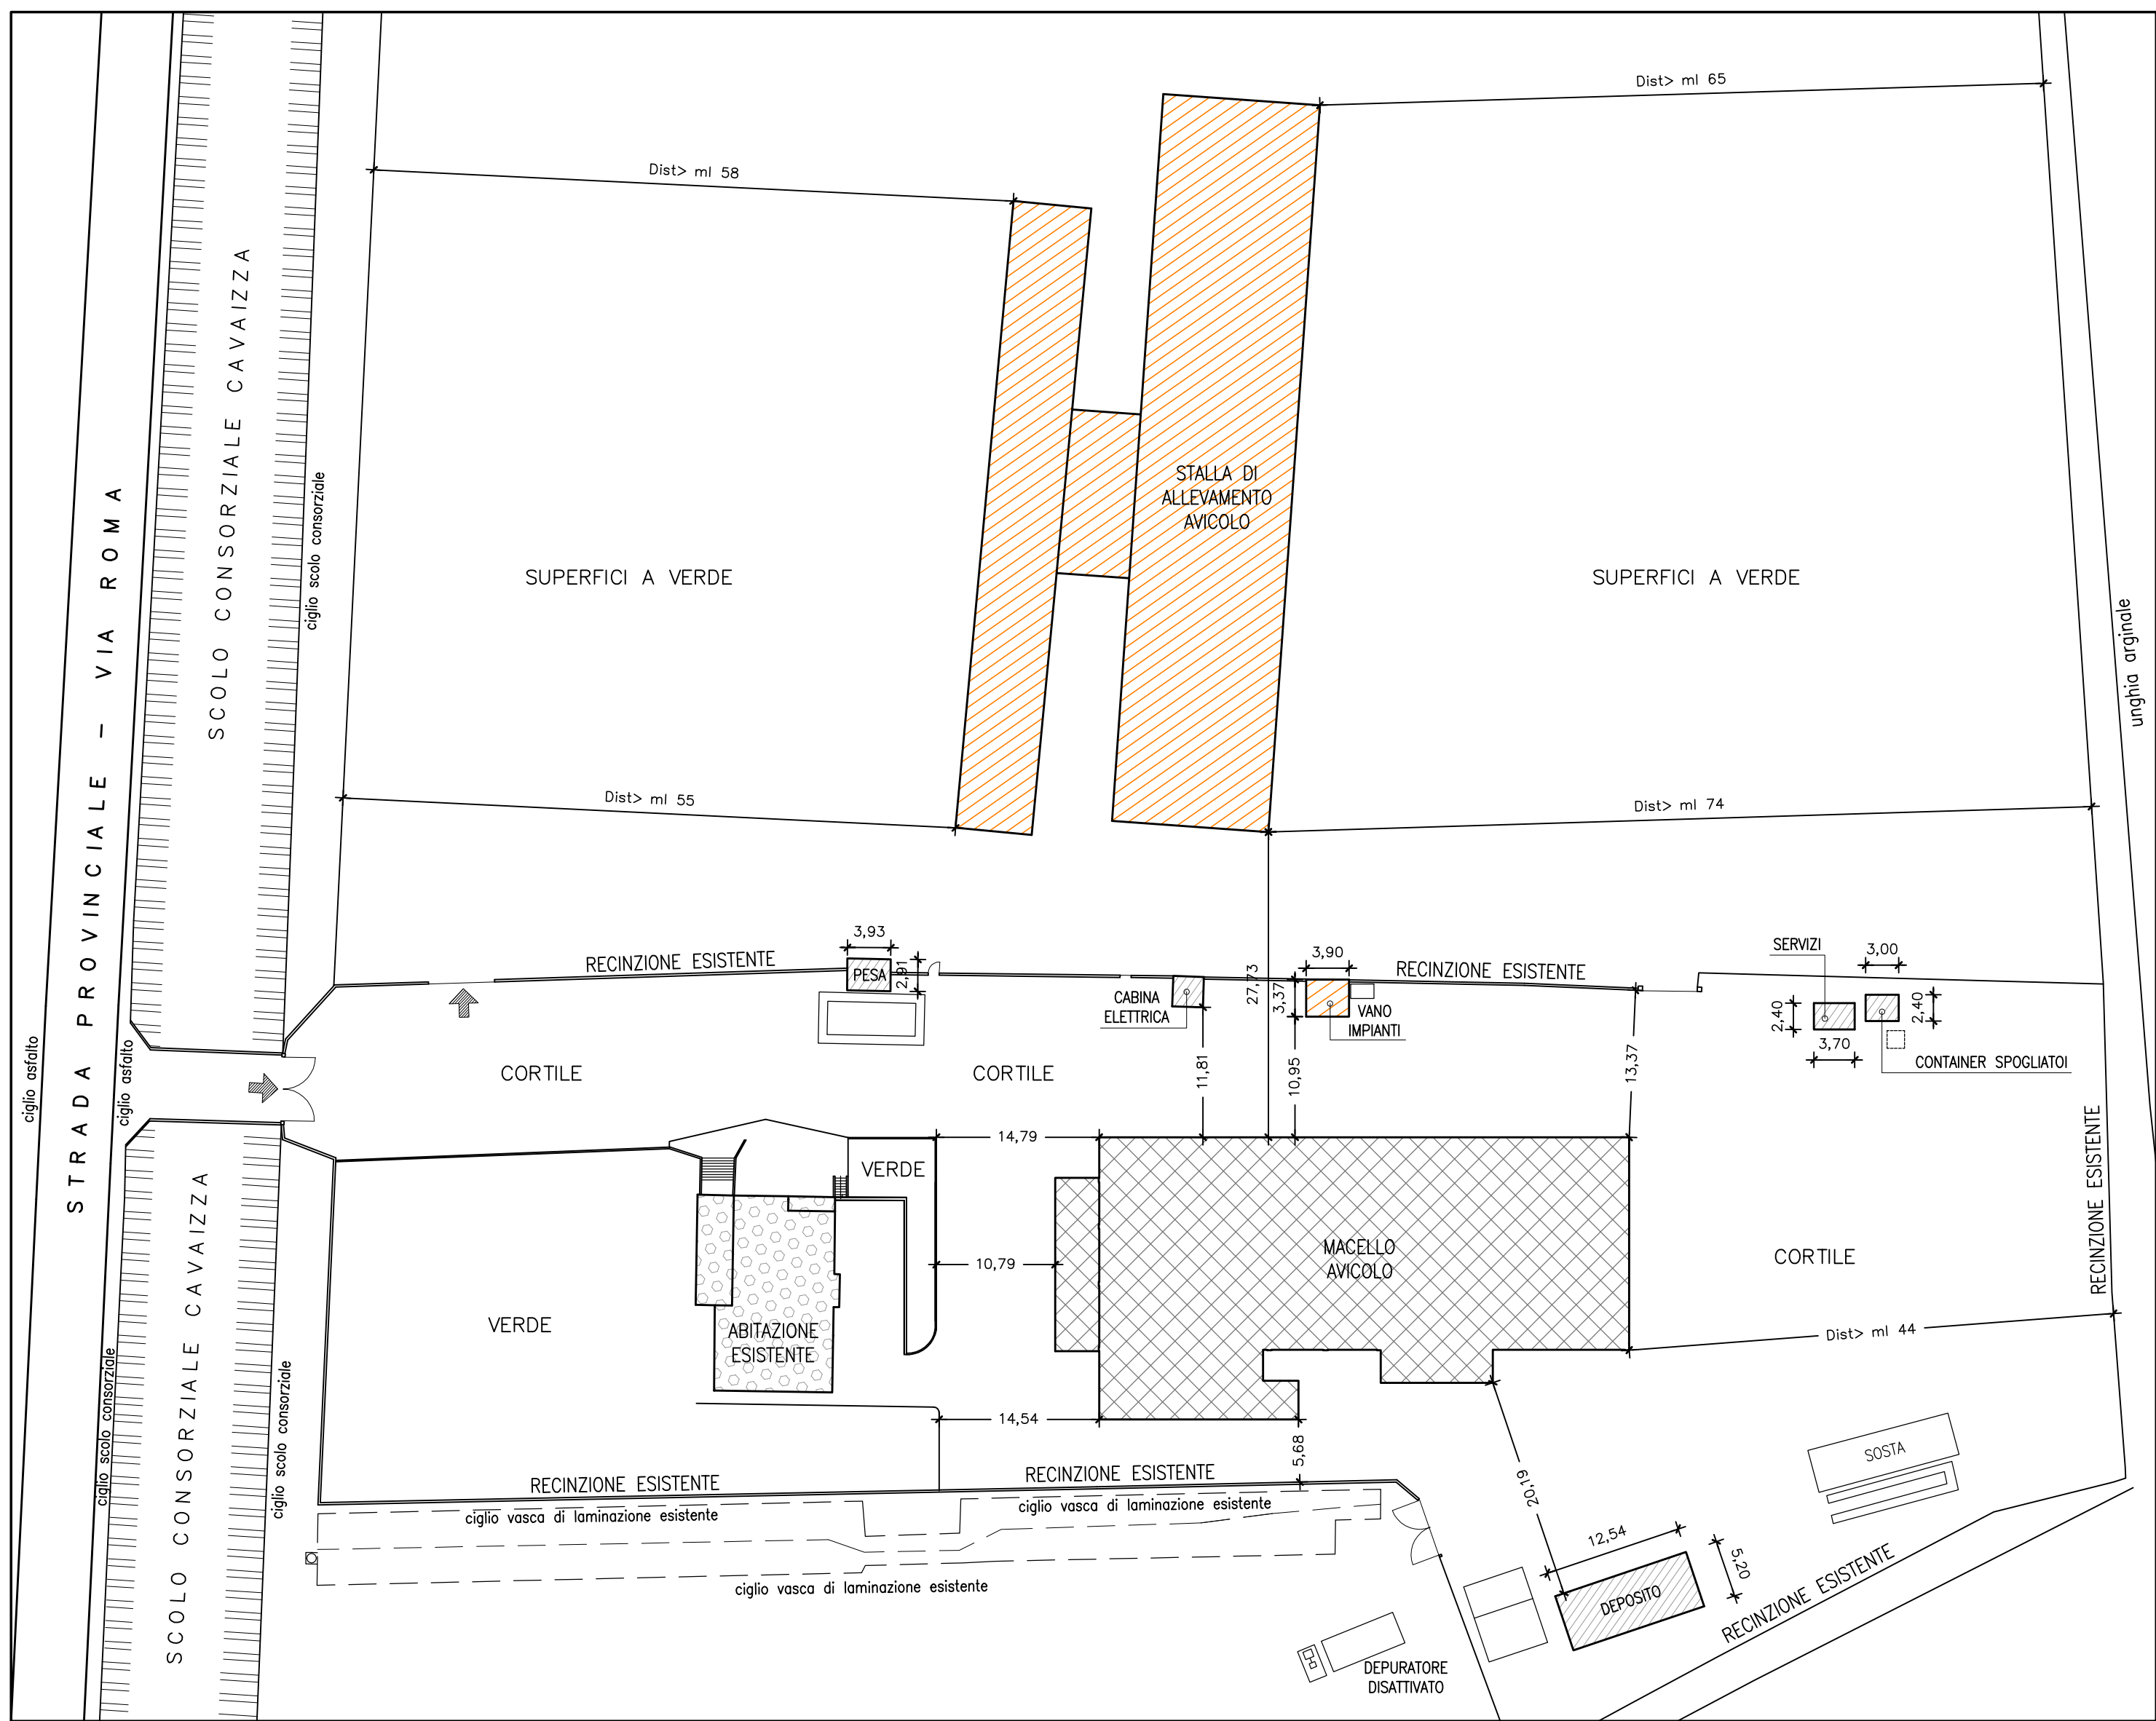 Dist> ml 65
Dist> ml 58
SCOLO CONSORZIALE CAVAIZZA
ciglio scolo consorziale
STRADA PROVINCIALE - VIA ROMA
STALLA DI
ALLEVAMENTO
AVICOLO
SUPERFICI A VERDE
SUPERFICI A VERDE
unghia arginale
Dist> ml 55
Dist> ml 74
3,93
RECINZIONE ESISTENTE
PESA
2,91
27,73
3,90
3,37
RECINZIONE ESISTENTE
SERVIZI
3,00
CABINA
ELETTRICA
VANO
IMPIANTI
2,40
3,70
2,40
CONTAINER SPOGLIATOI
ciglio asfalto
ciglio asfalto
CORTILE
CORTILE
11,81
10,95
13,37
14,79
VERDE
RECINZIONE ESISTENTE
SCOLO CONSORZIALE CAVAIZZA
10,79
MACELLO
AVICOLO
CORTILE
VERDE
ABITAZIONE
ESISTENTE
Dist> ml 44
ciglio scolo consorziale
ciglio scolo consorziale
14,54
5,68
SOSTA
RECINZIONE ESISTENTE
RECINZIONE ESISTENTE
20,19
ciglio vasca di laminazione esistente
ciglio vasca di laminazione esistente
12,54
5,20
ciglio vasca di laminazione esistente
DEPOSITO
RECINZIONE ESISTENTE
DEPURATORE
DISATTIVATO